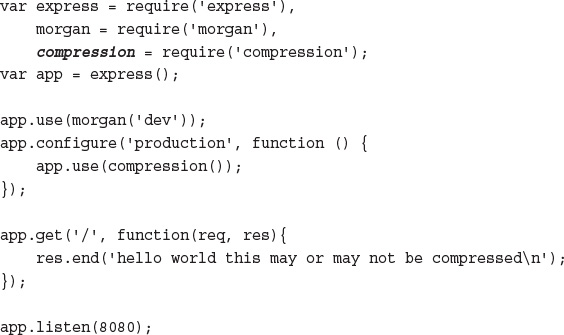 var express = require('express'),
    morgan = require('morgan'),
    compression = require('compression');
var app = express();

app.use(morgan('dev'));
app.configure('production', function () {
    app.use(compression());
});

app.get('/', function(req, res){
    res.end('hello world this may or may not be compressed\n');
});

app.listen(8080);